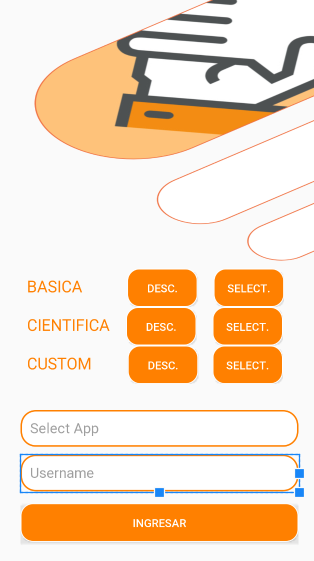 BASICA DESC. SELECT.
CIENTIFICA DESC. SELECT.
CUSTOM DESC. SELECT.
Select App
Username
INGRESAR